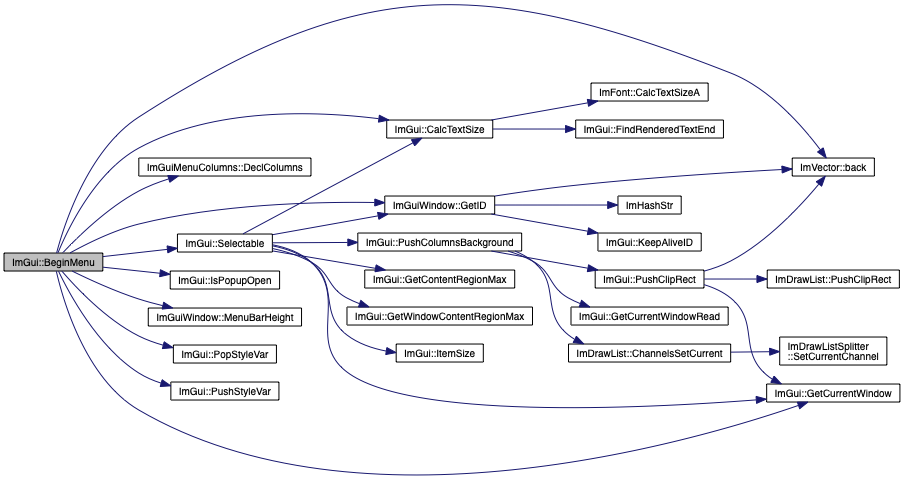 ImFont::CalcTextSizeA
ImGui::CalcTextSize
ImGui::FindRenderedTextEnd
ImGuiMenuColumns::DeclColumns
ImVector::back
ImGuiWindow::GetID
ImHashStr
ImGui::Selectable
ImGui::PushColumnsBackground
ImGui::KeepAliveID
ImGui::BeginMenu
ImGui::IsPopupOpen
ImGui::GetContentRegionMax
ImGui::PushClipRect
ImDrawList::PushClipRect
ImGuiWindow::MenuBarHeight
ImGui::GetWindowContentRegionMax
ImGui::GetCurrentWindowRead
ImGui::PopStyleVar
ImGui::ItemSize
ImDrawList::ChannelsSetCurrent
ImDrawListSplitter
::SetCurrentChannel
ImGui::PushStyleVar
ImGui::GetCurrentWindow